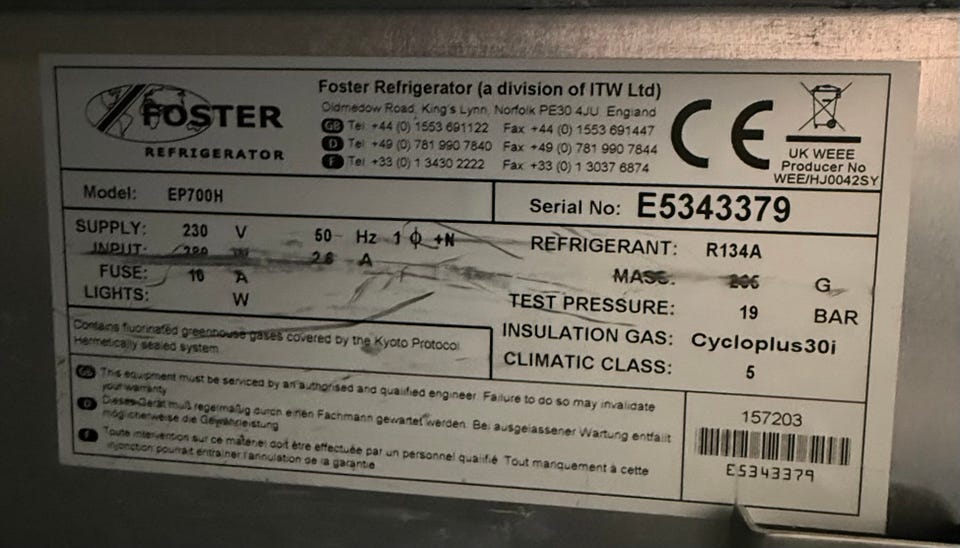 FOSTER
REFRIGERATOR
Foster Refrigerator (a division of ITW Ltd)
Oldmedow Road, King's Lynn, Norfolk PE30 4JU England
GB Tel +44 (0) 1553 691122 Fax +44 (0) 1553 691447
D Tel +49 (0) 781 990 7840 Fax +49 (0) 781 990 7844
F Tel +33 (0) 1 3430 2222 Fax +33 (0) 1 3037 6874
CE
UK WEEE
Producer No
WEE/HJ0042SY
Model: EP700H
Serial No: E5343379
SUPPLY: 230 V 50 Hz 1 ϕ +N
INPUT: W 2.8 A
FUSE: 10 A
LIGHTS: W
REFRIGERANT: R134A
MASS: G
TEST PRESSURE: 19 BAR
INSULATION GAS: Cycloplus30i
CLIMATIC CLASS: 5
Contains fluorinated greenhouse gases covered by the Kyoto Protocol
Hermetically sealed system
GB This equipment must be serviced by an authorised and qualified engineer. Failure to do so may invalidate
your warranty
D Dieses Gerät muß regelmäßig durch einen Fachmann gewartet werden. Bei ausgelassener Wartung entfällt
möglicherweise die Gewährleistung
F Toute intervention sur ce matériel doit être effectuée par un personnel qualifié. Tout manquement à cette
injonction pourrait entraîner l'annulation de la garantie
157203
E5343379